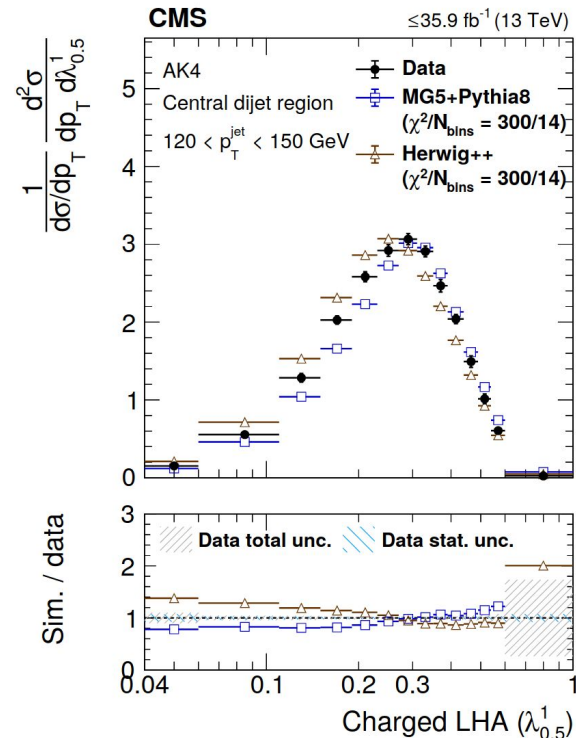 CMS
≤35.9 fb⁻¹ (13 TeV)
1/(dσ/dp_T) d²σ/(dp_T dλ¹_0.5)
AK4
Central dijet region
120 < p_T^jet < 150 GeV
Data
MG5+Pythia8
(χ²/N_bins = 300/14)
Herwig++
(χ²/N_bins = 300/14)
5
4
3
2
1
0
Sim. / data
3
2
1
0
Data total unc.
Data stat. unc.
0.04
0.1
0.2
0.3
1
Charged LHA (λ¹_0.5)